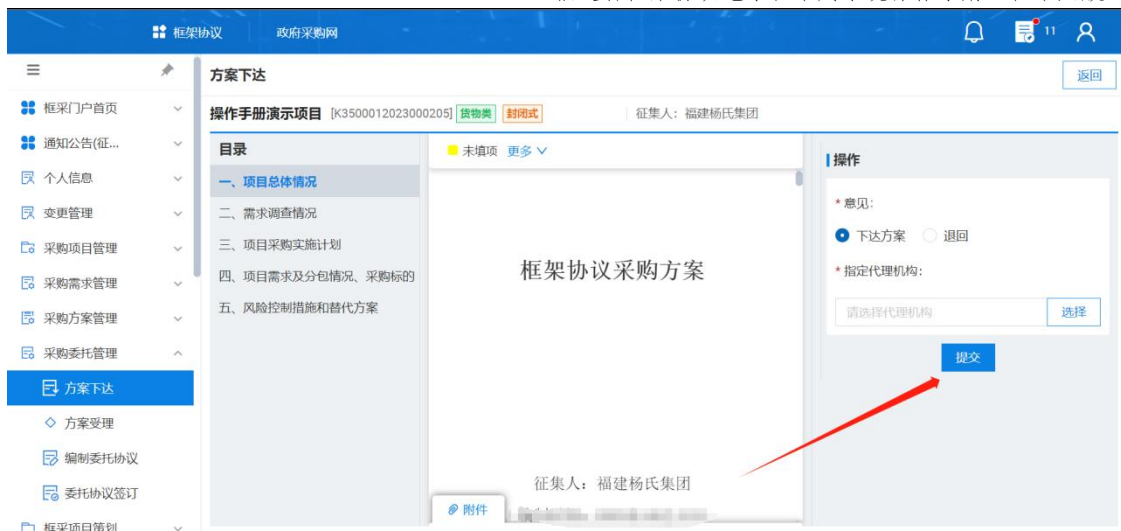 框架协议 政府采购网 11
方案下达 返回
操作手册演示项目 [K3500012023000205] 货物类 封闭式 征集人：福建杨氏集团
框采门户首页
通知公告(征...
个人信息
变更管理
采购项目管理
采购需求管理
采购方案管理
采购委托管理
方案下达
方案受理
编制委托协议
委托协议签订
框采项目策划
目录
一、项目总体情况
二、需求调查情况
三、项目采购实施计划
四、项目需求及分包情况、采购标的
五、风险控制措施和替代方案
未填项 更多
框架协议采购方案
征集人：福建杨氏集团
附件
操作
* 意见:
下达方案 退回
* 指定代理机构:
请选择代理机构 选择
提交